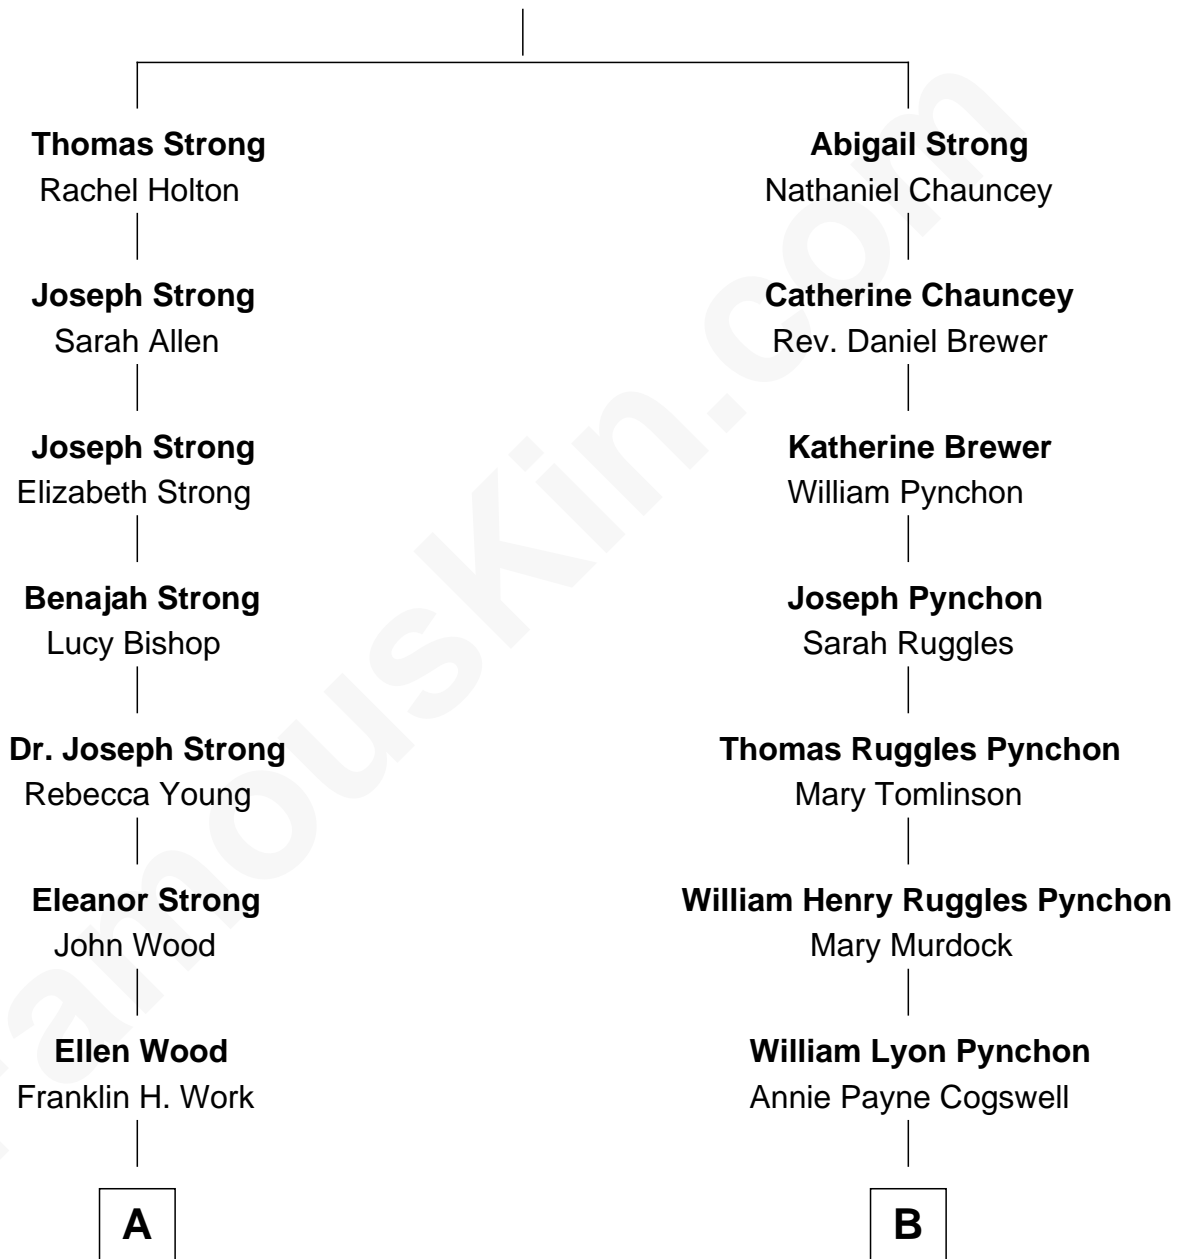 Thomas Strong
Rachel Holton
Joseph Strong
Sarah Allen
Joseph Strong
Elizabeth Strong
Benajah Strong
Lucy Bishop
Dr. Joseph Strong
Rebecca Young
Eleanor Strong
John Wood
Ellen Wood
Franklin H. Work
A
Abigail Strong
Nathaniel Chauncey
Catherine Chauncey
Rev. Daniel Brewer
Katherine Brewer
William Pynchon
Joseph Pynchon
Sarah Ruggles
Thomas Ruggles Pynchon
Mary Tomlinson
William Henry Ruggles Pynchon
Mary Murdock
William Lyon Pynchon
Annie Payne Cogswell
B
FamousKin.com